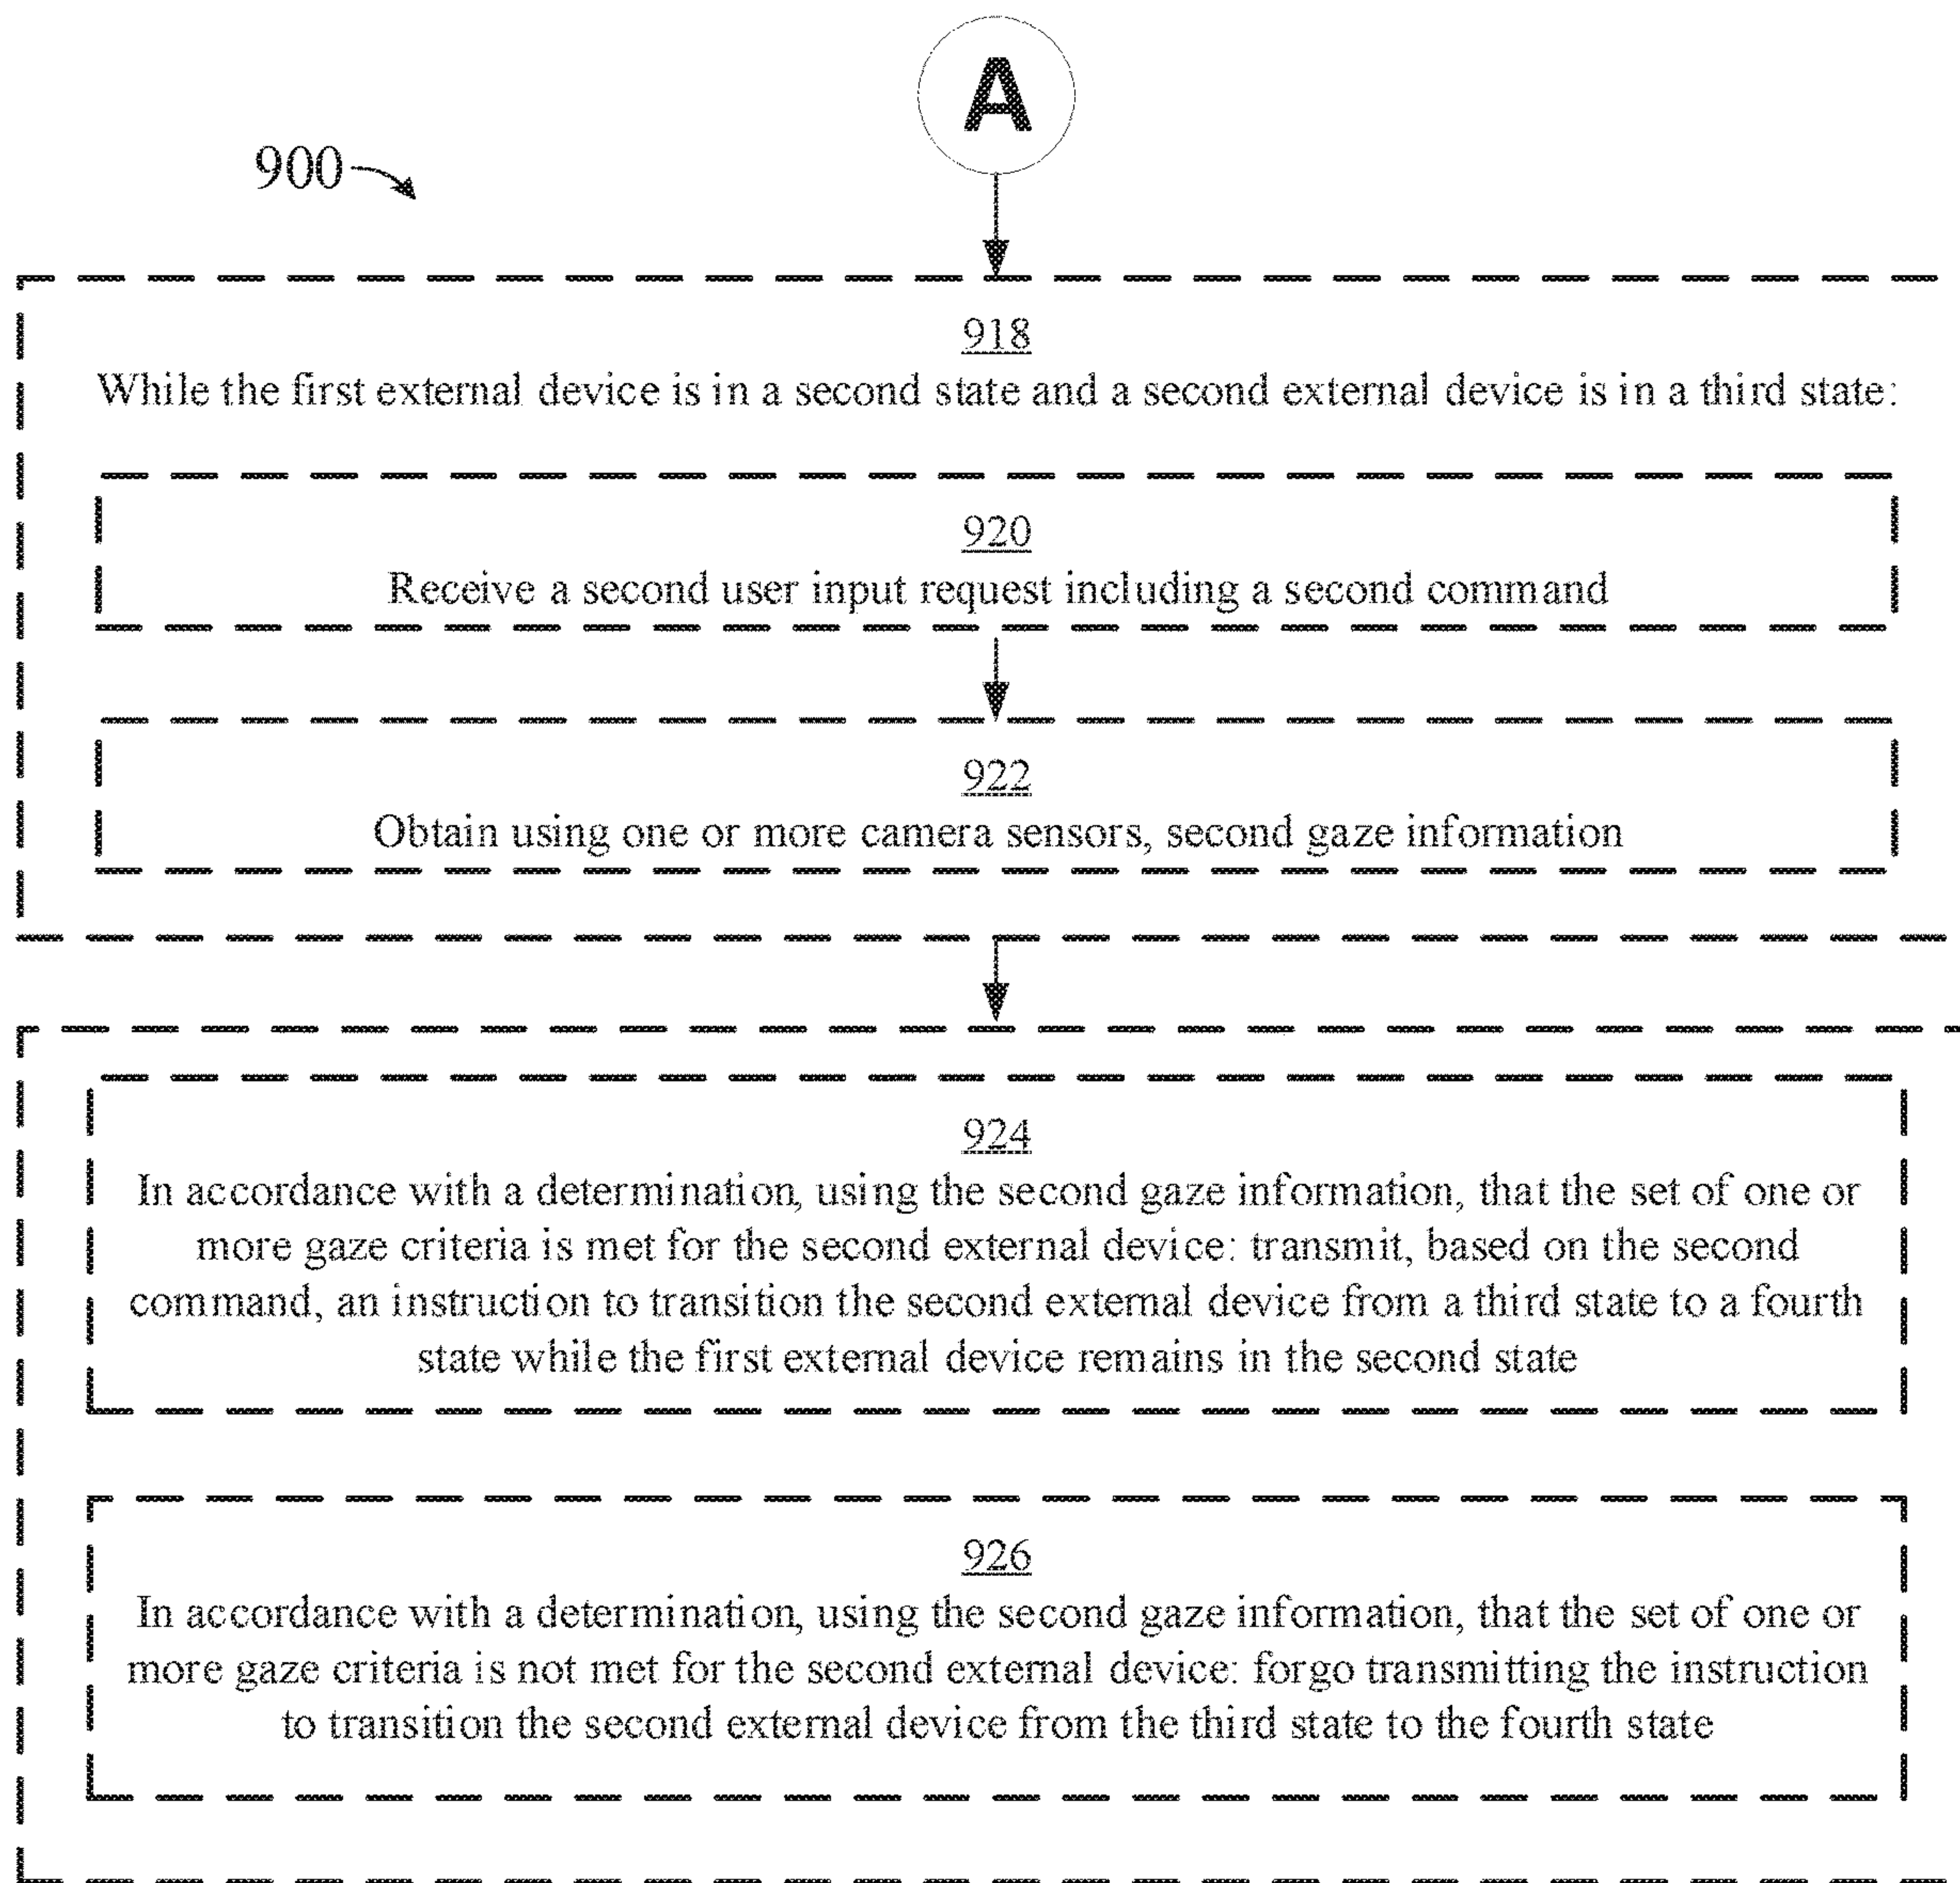 A
900
918
While the first external device is in a second state and a second external device is in a third state:
920
Receive a second user input request including a second command
922
Obtain using one or more camera sensors, second gaze information
924
In accordance with a determination, using the second gaze information, that the set of one or
more gaze criteria is met for the second external device: transmit, based on the second
command, an instruction to transition the second external device from a third state to a fourth
state while the first external device remains in the second state
926
In accordance with a determination, using the second gaze information, that the set of one or
more gaze criteria is not met for the second external device: forgo transmitting the instruction
to transition the second external device from the third state to the fourth state